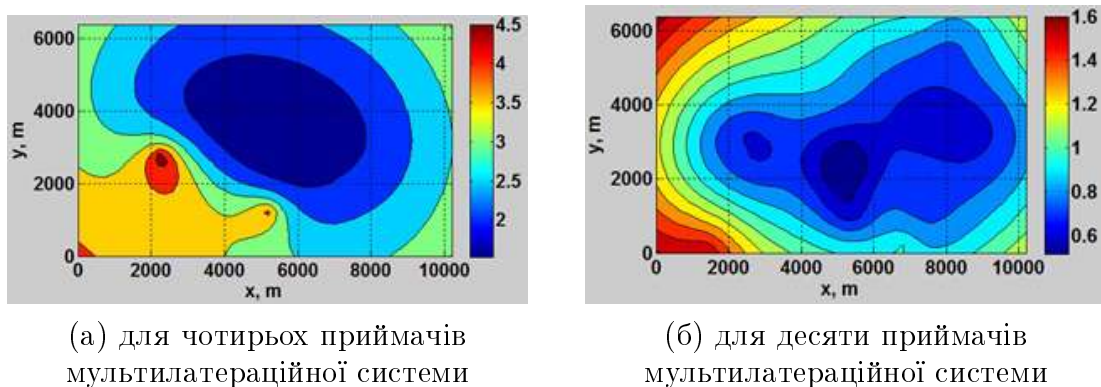 6000
4000
2000
0
y, m
0 2000 4000 6000 8000 10000
x, m
4.5
4
3.5
3
2.5
2
(а) для чотирьох приймачів
мультилатераційної системи
6000
4000
2000
0
y, m
0 2000 4000 6000 8000 10000
x, m
1.6
1.4
1.2
1
0.8
0.6
(б) для десяти приймачів
мультилатераційної системи